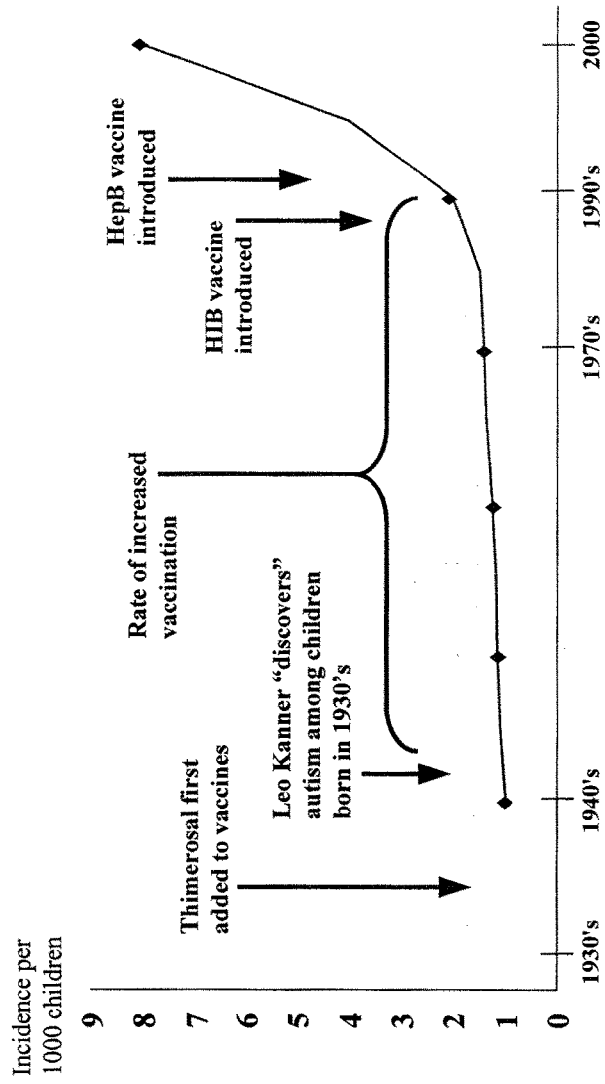 Incidence per
1000 children
9
8
7
6
5
4
3
2
1
0
Thimerosal first
added to vaccines
Leo Kanner “discovers”
autism among children
born in 1930's
Rate of increased
vaccination
HIB vaccine
introduced
HepB vaccine
introduced
1930's
1940's
1970's
1990's
2000